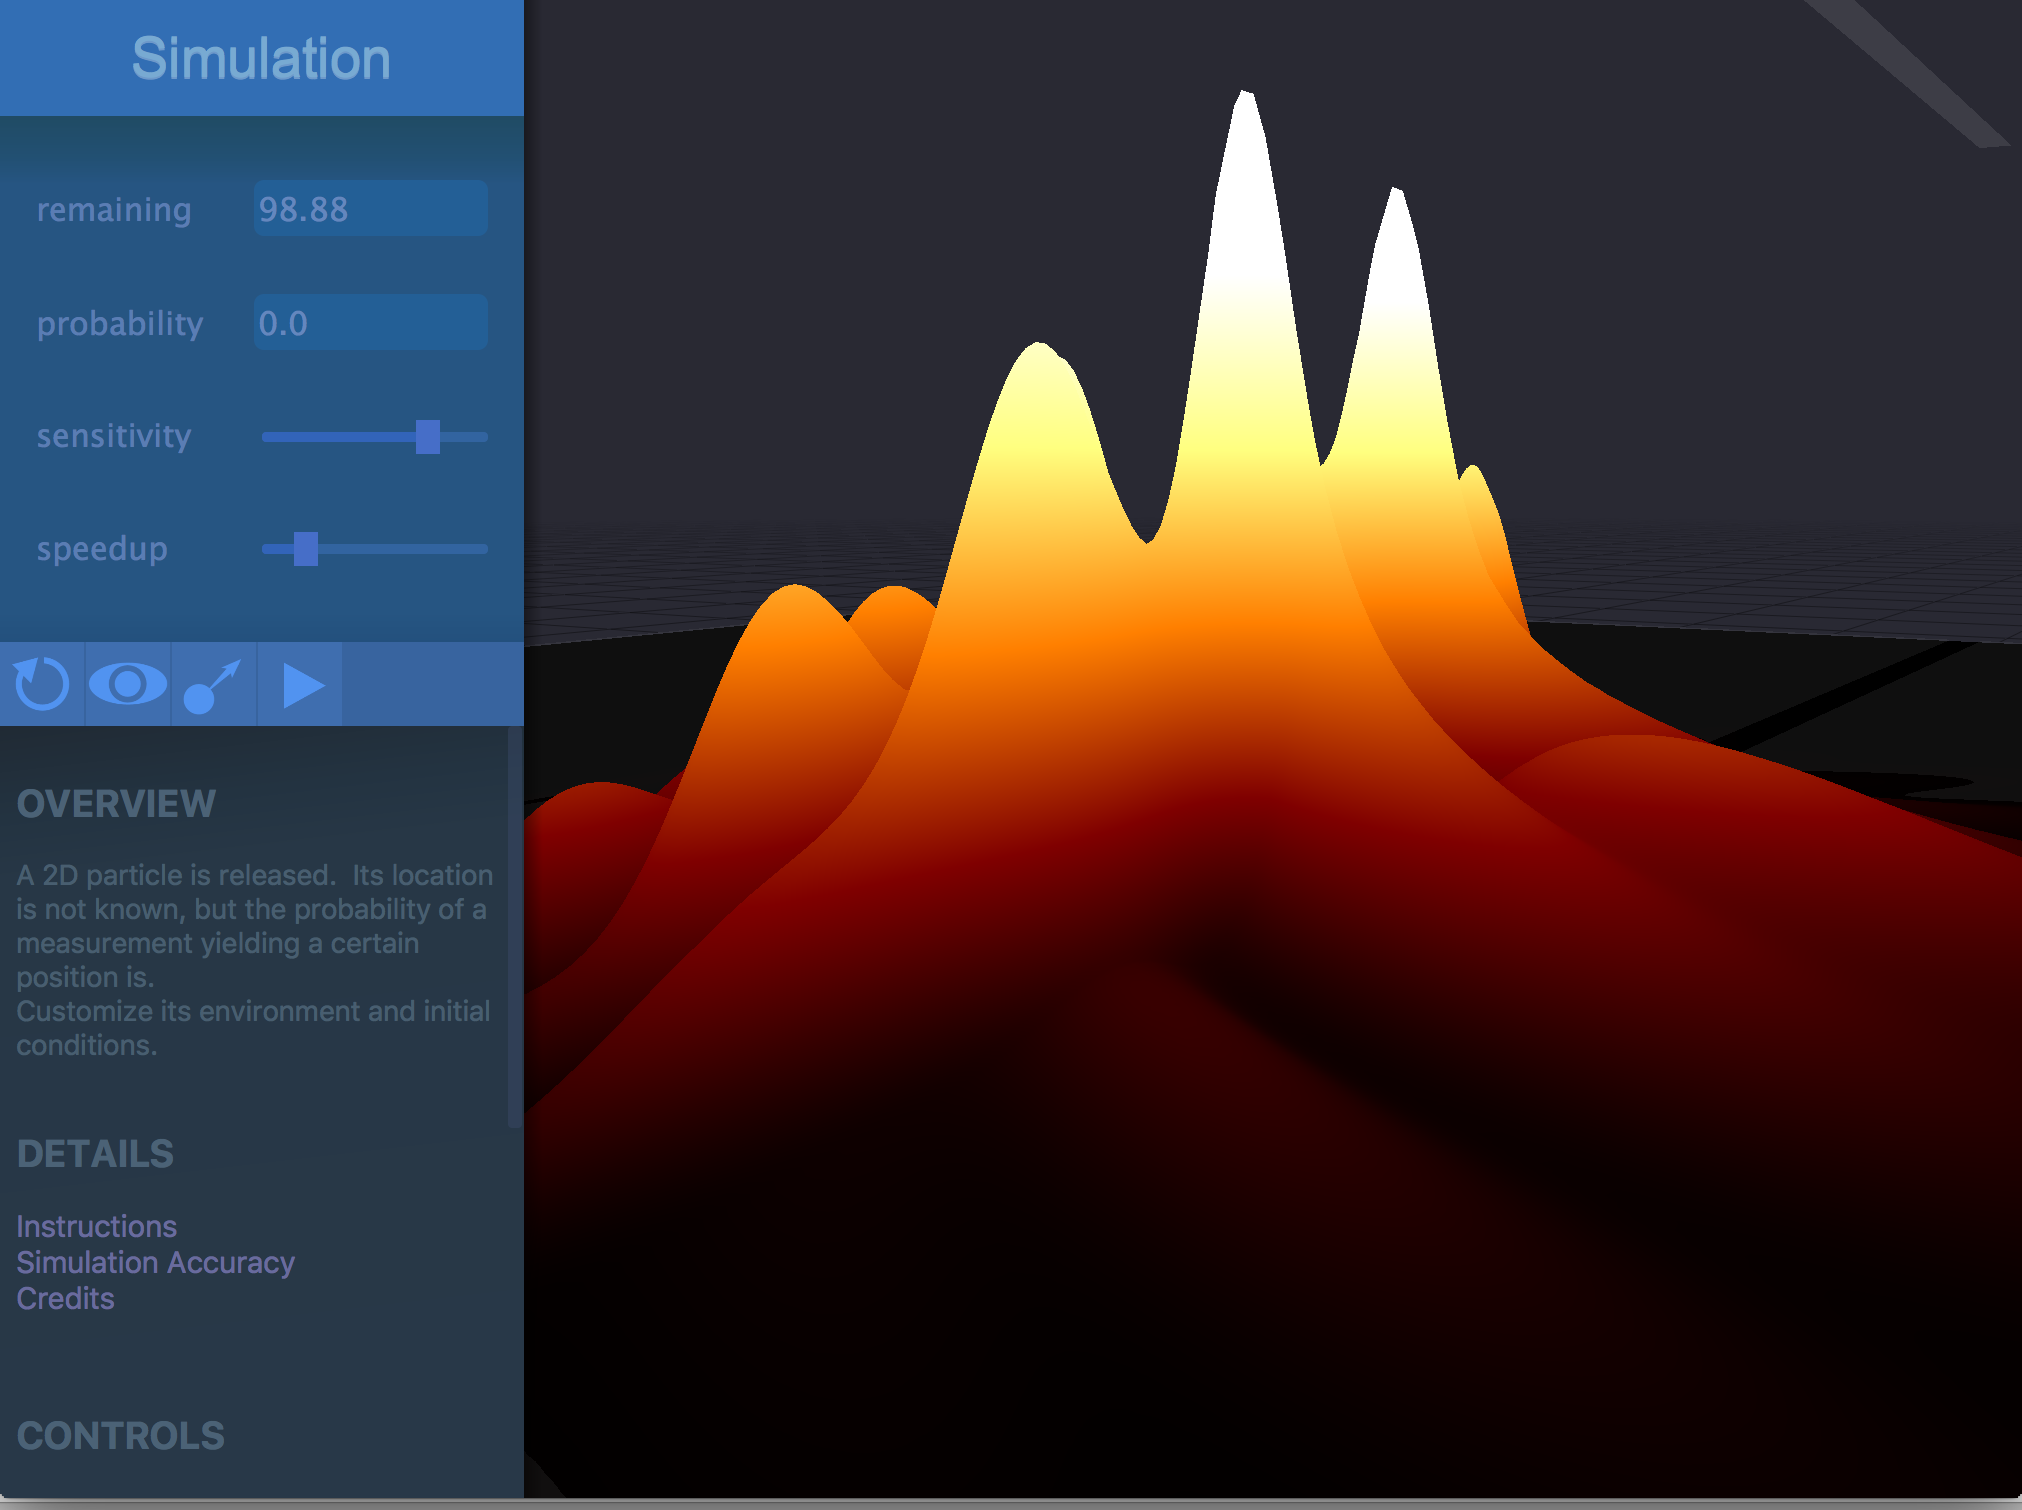 Simulation
remaining 98.88
probability 0.0
sensitivity
speedup
OVERVIEW
A 2D particle is released.  Its location
is not known, but the probability of a
measurement yielding a certain
position is.
Customize its environment and initial
conditions.
DETAILS
Instructions
Simulation Accuracy
Credits
CONTROLS